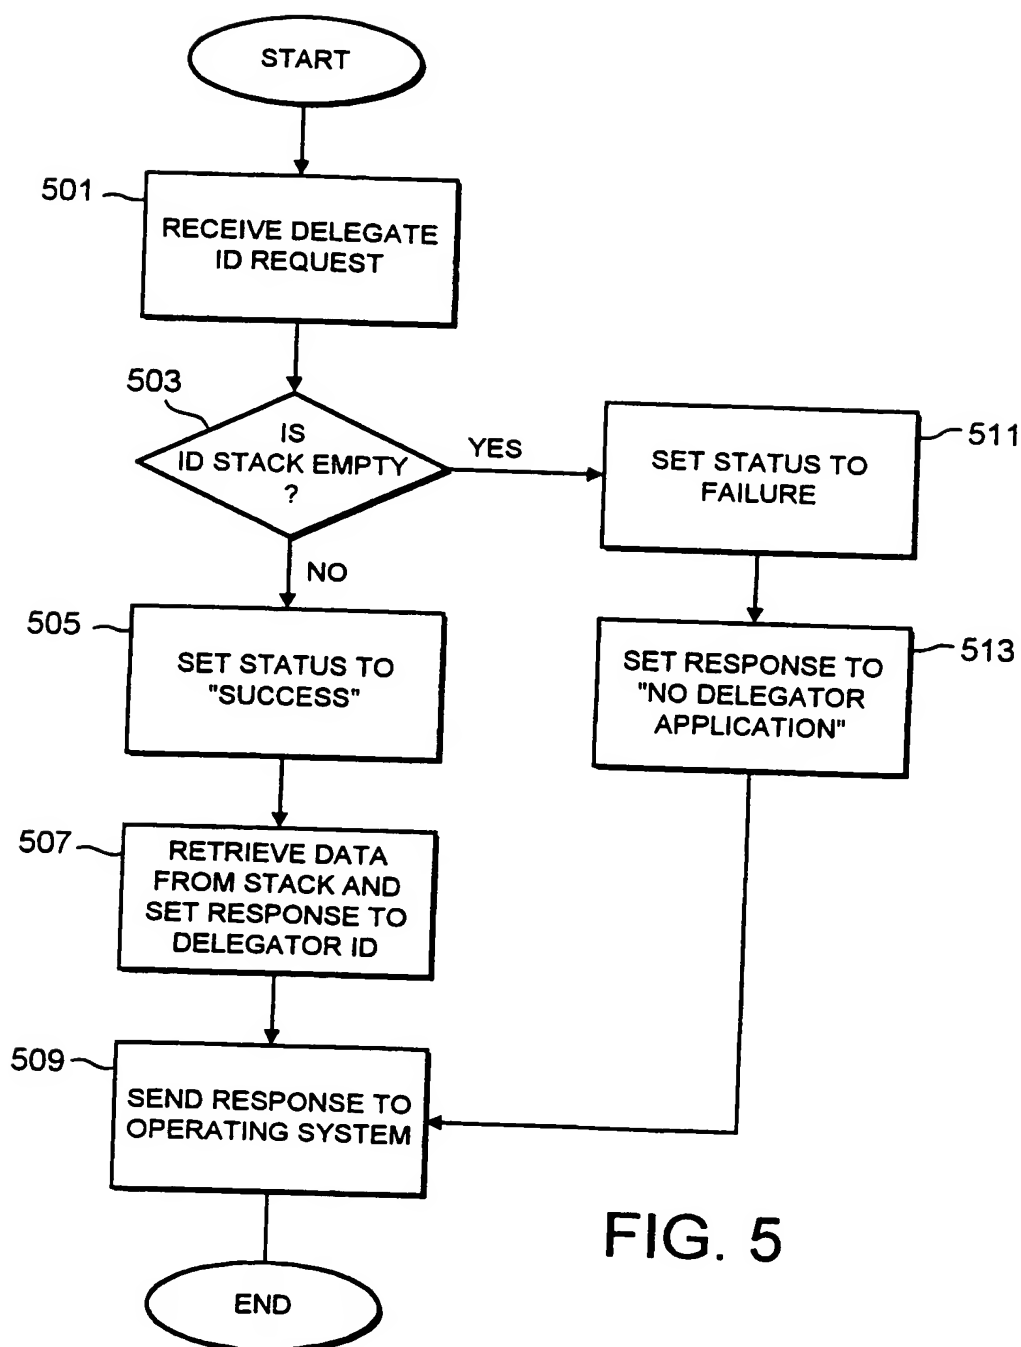 START
501
RECEIVE DELEGATE
ID REQUEST
503
IS
ID STACK EMPTY
?
YES
NO
511
SET STATUS TO
FAILURE
505
SET STATUS TO
"SUCCESS"
513
SET RESPONSE TO
"NO DELEGATOR
APPLICATION"
507
RETRIEVE DATA
FROM STACK AND
SET RESPONSE TO
DELEGATOR ID
509
SEND RESPONSE TO
OPERATING SYSTEM
END
FIG. 5